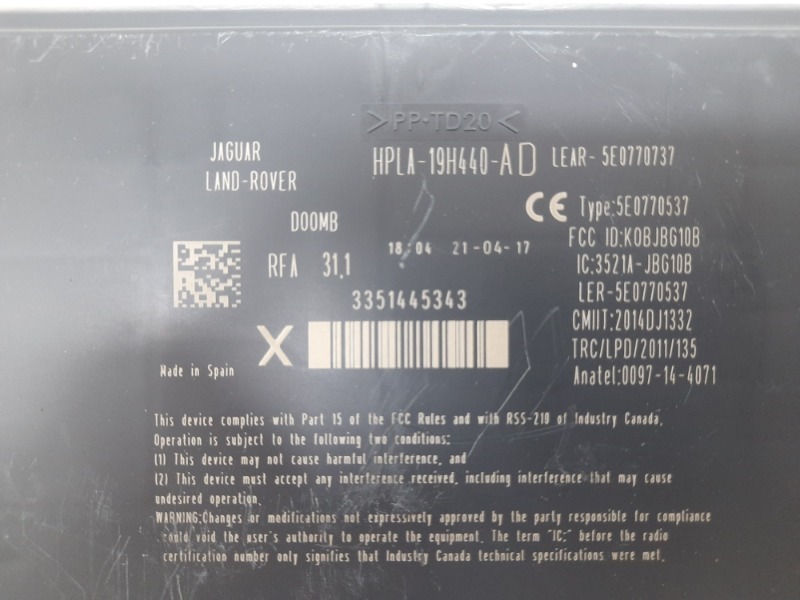 >PP-TD20<
JAGUAR
LAND-ROVER
HPLA-19H440-AD
LEAR- 5E0770737
D00MB
RFA 31,1
18:04 21-04-17
3351445343
X
Made in Spain
CE Type:5E0770537
FCC ID:KOBJBG10B
IC:3521A-JBG10B
LER-5E0770537
CMIIT:2014DJ1332
TRC/LPD/2011/135
Anatel:0097-14-4071
This device complies with Part 15 of the FCC Rules and with RSS-210 of Industry Canada.
Operation is subject to the following two conditions:
(1) This device may not cause harmful interference, and
(2) This device must accept any interference received, including interference that may cause
undesired operation.
WARNING:Changes or modifications not expressively approved by the party responsible for compliance
could void the user's authority to operate the equipment. The term "IC:" before the radio
certification number only signifies that Industry Canada technical specifications were met.